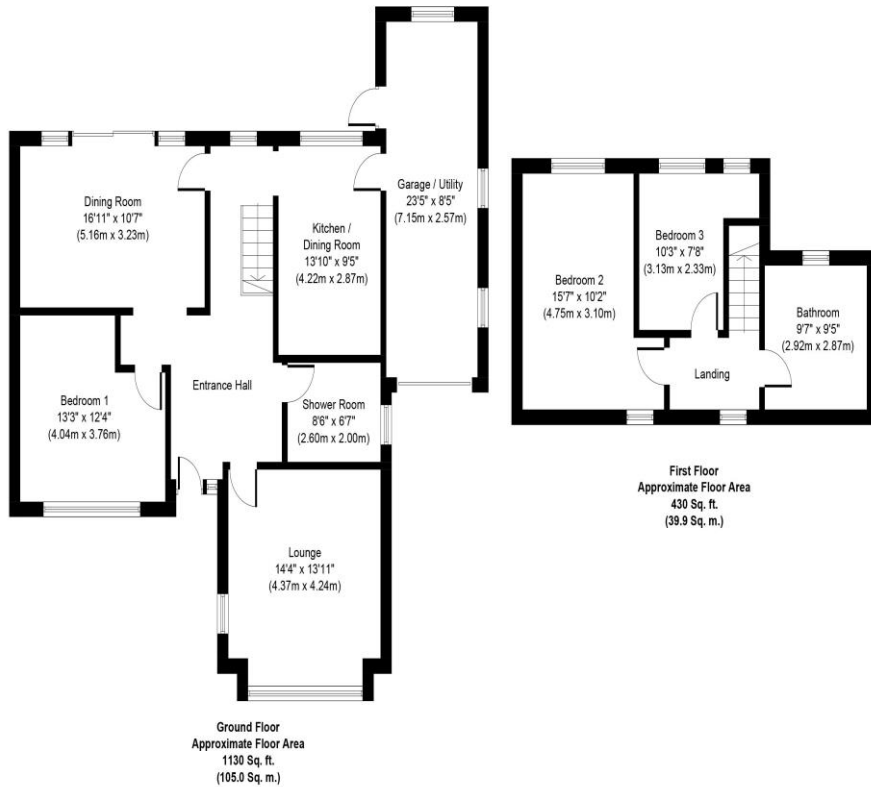 Dining Room
16'11" x 10'7"
(5.16m x 3.23m)
Kitchen /
Dining Room
13'10" x 9'5"
(4.22m x 2.87m)
Garage / Utility
23'5" x 8'5"
(7.15m x 2.57m)
Bedroom 1
13'3" x 12'4"
(4.04m x 3.76m)
Entrance Hall
Shower Room
8'6" x 6'7"
(2.60m x 2.00m)
Lounge
14'4" x 13'11"
(4.37m x 4.24m)
Ground Floor
Approximate Floor Area
1130 Sq. ft.
(105.0 Sq. m.)
Bedroom 2
15'7" x 10'2"
(4.75m x 3.10m)
Bedroom 3
10'3" x 7'8"
(3.13m x 2.33m)
Bathroom
9'7" x 9'5"
(2.92m x 2.87m)
Landing
First Floor
Approximate Floor Area
430 Sq. ft.
(39.9 Sq. m.)